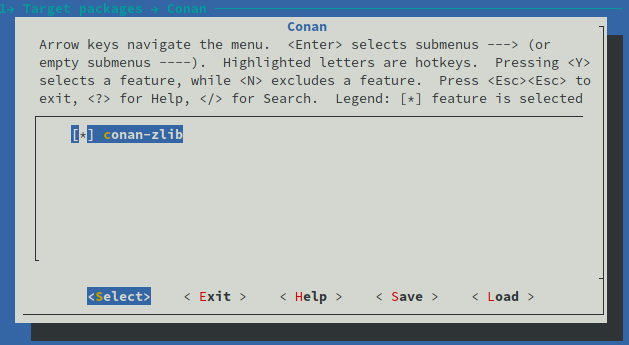 1→ Target packages → Conan
Conan
Arrow keys navigate the menu.  <Enter> selects submenus ---> (or
empty submenus ----).  Highlighted letters are hotkeys.  Pressing <Y>
selects a feature, while <N> excludes a feature.  Press <Esc><Esc> to
exit, <?> for Help, </> for Search.  Legend: [*] feature is selected
[*] conan-zlib
<Select>    < Exit >    < Help >    < Save >    < Load >